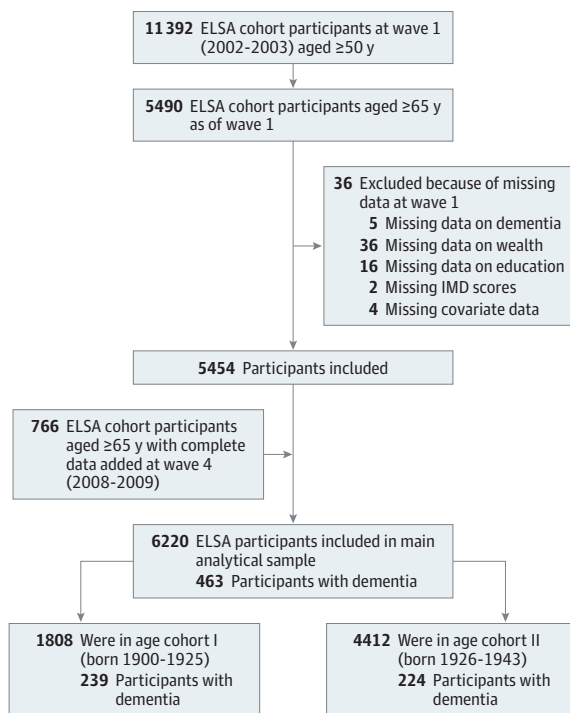 11392 ELSA cohort participants at wave 1
(2002-2003) aged ≥50 y
5490 ELSA cohort participants aged ≥65 y
as of wave 1
36 Excluded because of missing
data at wave 1
5 Missing data on dementia
36 Missing data on wealth
16 Missing data on education
2 Missing IMD scores
4 Missing covariate data
5454 Participants included
766 ELSA cohort participants
aged ≥65 y with complete
data added at wave 4
(2008-2009)
6220 ELSA participants included in main
analytical sample
463 Participants with dementia
1808 Were in age cohort I
(born 1900-1925)
239 Participants with
dementia
4412 Were in age cohort II
(born 1926-1943)
224 Participants with
dementia